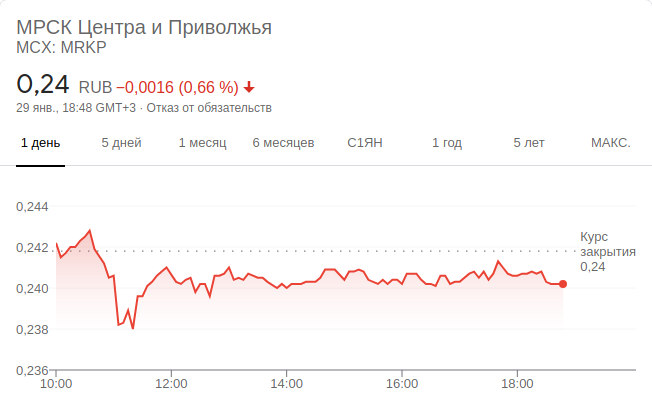 МРСК Центра и Приволжья
MCX: MRKP
0,24 RUB −0,0016 (0,66 %)
29 янв., 18:48 GMT+3 · Отказ от обязательств
1 день 5 дней 1 месяц 6 месяцев С1ЯН 1 год 5 лет МАКС.
0,244
0,242
0,240
0,238
0,236
Курс
закрытия
0,24
10:00 12:00 14:00 16:00 18:00